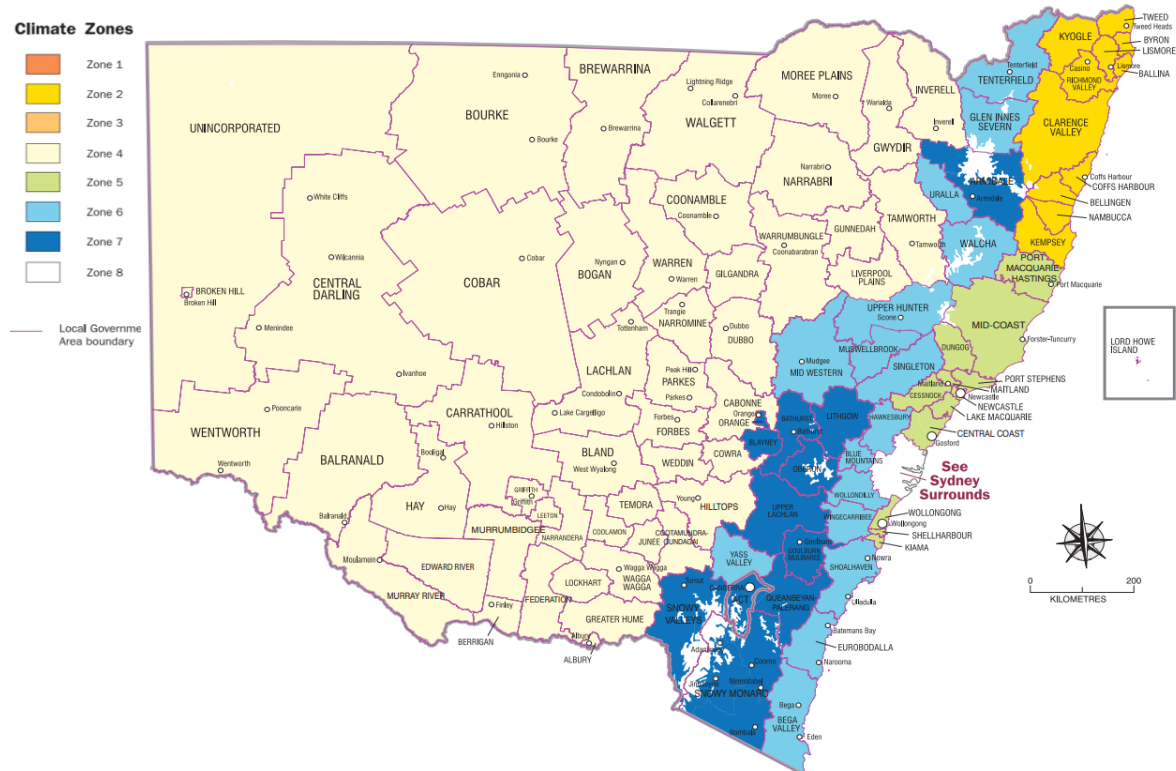 Climate Zones
Zone 1
Zone 2
Zone 3
Zone 4
Zone 5
Zone 6
Zone 7
Zone 8
Local Governme
Area boundary
UNINCORPORATED
BOURKE
Enngonia
Bourke
BREWARRINA
Brewarrina
Lightning Ridge
Collarenebri
WALGETT
MOREE PLAINS
Moree
Warialda
INVERELL
Inverell
GWYDIR
TENTERFIELD
Tenterfield
GLEN INNES
SEVERN
KYOGLE
TWEED
Tweed Heads
BYRON
LISMORE
Lismore
BALLINA
Casino
RICHMOND
VALLEY
CLARENCE
VALLEY
Coffs Harbour
COFFS HARBOUR
BELLINGEN
NAMBUCCA
KEMPSEY
ARMIDALE
Armidale
URALLA
WALCHA
PORT
MACQUARIE
HASTINGS
Port Macquarie
MID-COAST
Forster-Tuncurry
White Cliffs
Wilcannia
CENTRAL
DARLING
BROKEN HILL
Broken Hill
Menindee
Ivanhoe
COBAR
Cobar
BOGAN
Nyngan
COONAMBLE
Coonamble
WARREN
Warren
NARRABRI
Narrabri
WARRUMBUNGLE
Coonabarabran
GUNNEDAH
TAMWORTH
Tamworth
LIVERPOOL
PLAINS
GILGANDRA
Trangie
NARROMINE
Tottenham
Dubbo
DUBBO
UPPER HUNTER
Scone
MUSWELLBROOK
SINGLETON
DUNGOG
Mudgee
MID WESTERN
LACHLAN
Condobolin
Peak Hill
PARKES
Parkes
Forbes
FORBES
CABONNE
Orange
ORANGE
BLAYNEY
BATHURST
Bathurst
LITHGOW
HAWKESBURY
OBERON
BLUE
MOUNTAINS
PORT STEPHENS
Maitland
MAITLAND
CESSNOCK
Newcastle
NEWCASTLE
LAKE MACQUARIE
CENTRAL COAST
Gosford
LORD HOWE
ISLAND
See
Sydney
Surrounds
WENTWORTH
Pooncarie
Wentworth
BALRANALD
Balranald
CARRATHOOL
Hillston
Booligal
Lake Cargelligo
BLAND
West Wyalong
WEDDIN
COWRA
Young
HILLTOPS
UPPER
LACHLAN
WOLLONDILLY
WINGECARRIBEE
WOLLONGONG
Wollongong
SHELLHARBOUR
KIAMA
Nowra
SHOALHAVEN
Ulladulla
HAY
Hay
GRIFFITH
Griffith
LEETON
MURRUMBIDGEE
NARRANDERA
COOLAMON
TEMORA
JUNEE
COOTAMUNDRA-
GUNDAGAI
YASS
VALLEY
Goulburn
GOULBURN
MULWAREE
Moulamein
EDWARD RIVER
MURRAY RIVER
Finley
BERRIGAN
FEDERATION
LOCKHART
Wagga Wagga
WAGGA
WAGGA
GREATER HUME
Albury
ALBURY
Tumut
SNOWY
VALLEYS
CANBERRA
ACT
QUEANBEYAN-
PALERANG
Batemans Bay
EUROBODALLA
Narooma
Adaminaby
Cooma
Jindabyne
Nimmitabel
SNOWY MONARO
Bombala
Bega
BEGA
VALLEY
Eden
0
200
KILOMETRES